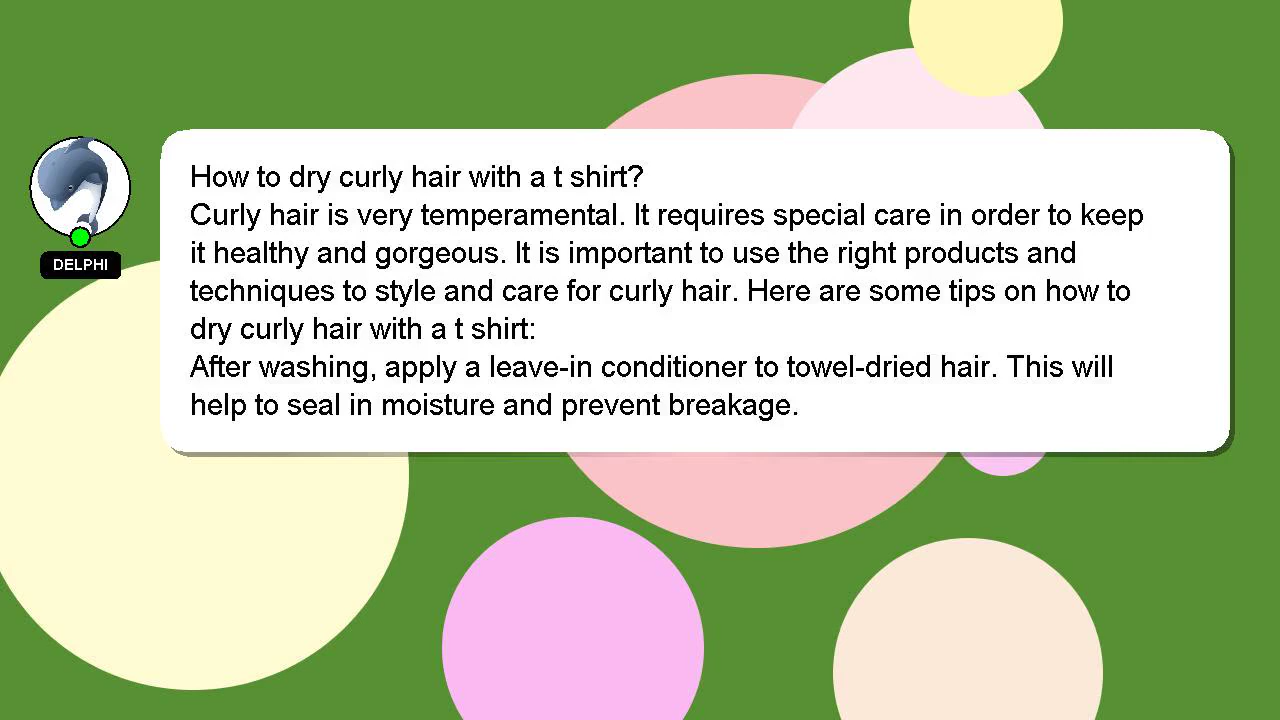 DELPHI
How to dry curly hair with a t shirt?
Curly hair is very temperamental. It requires special care in order to keep
it healthy and gorgeous. It is important to use the right products and
techniques to style and care for curly hair. Here are some tips on how to
dry curly hair with a t shirt:
After washing, apply a leave-in conditioner to towel-dried hair. This will
help to seal in moisture and prevent breakage.